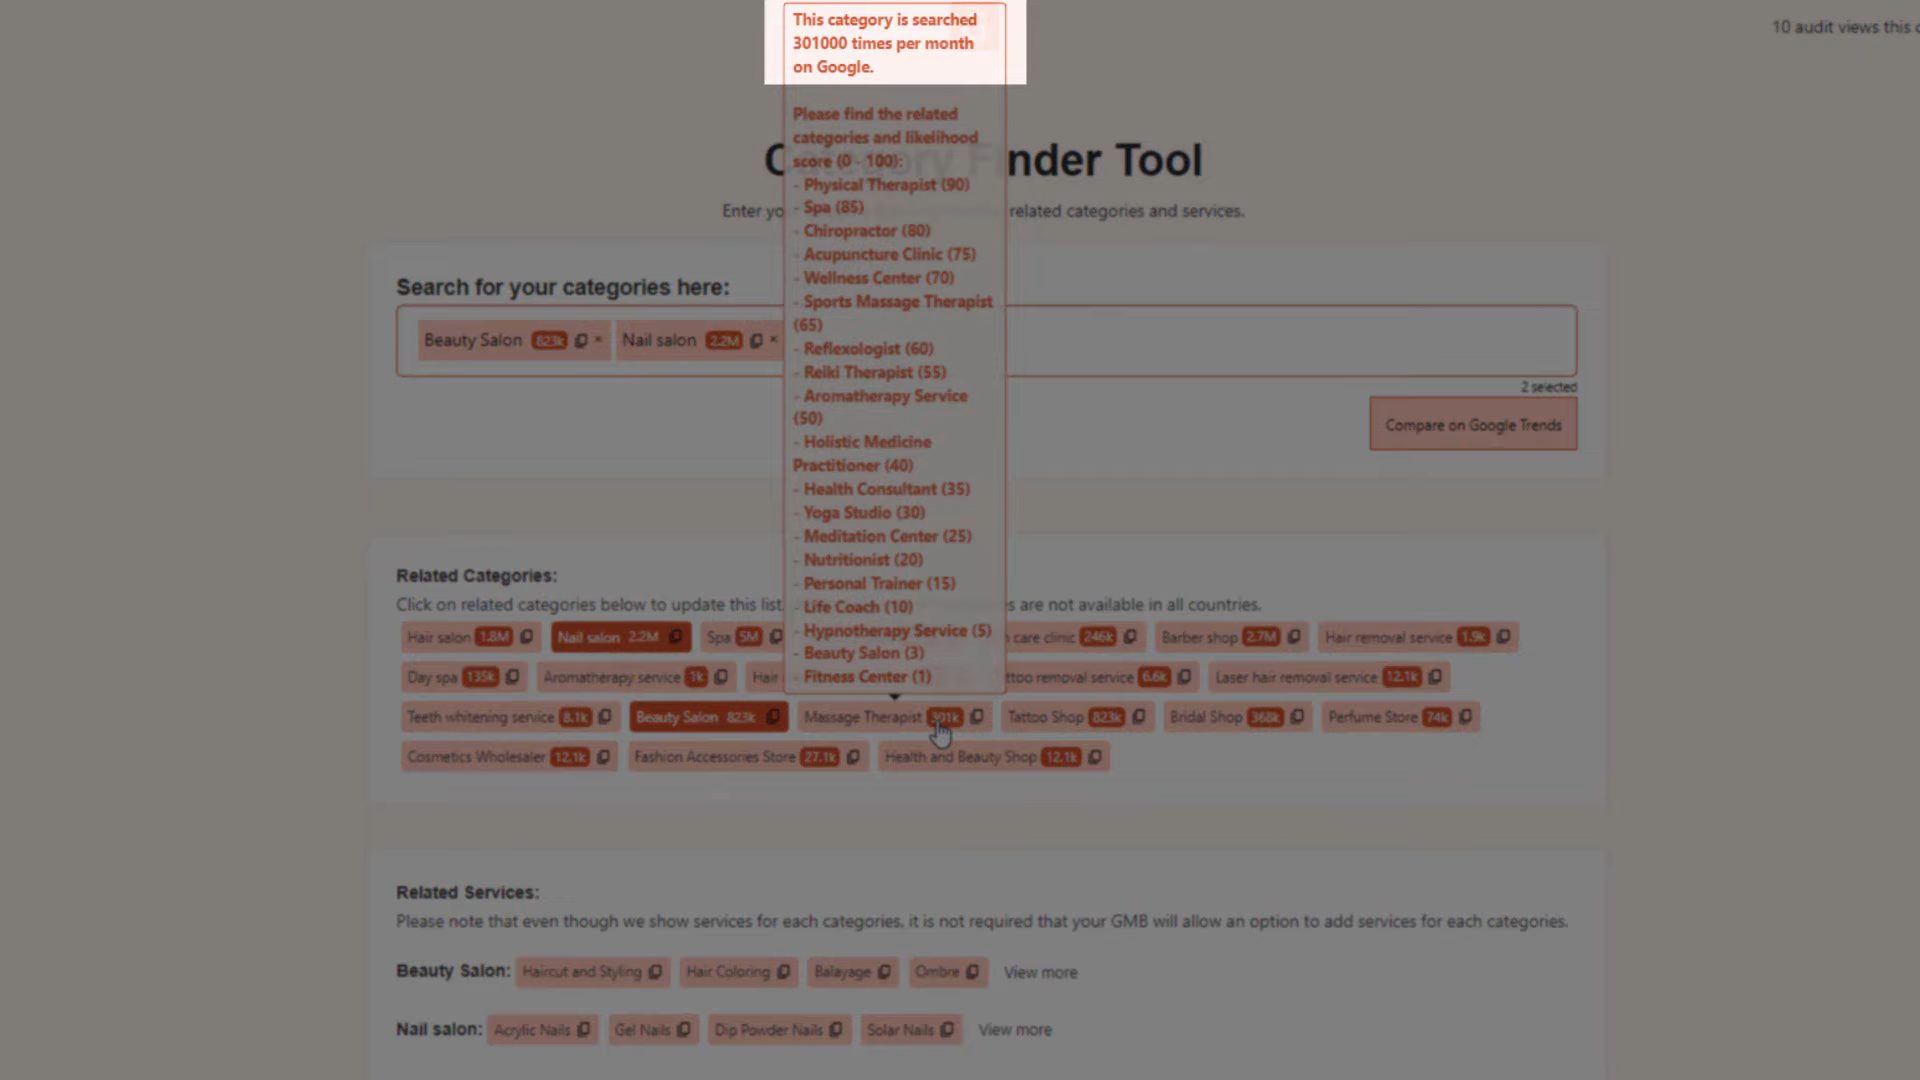 This category is searched
301000 times per month
on Google.
10 audit views this
Please find the related
categories and likelihood
score (0 - 100):
- Physical Therapist (90)
- Spa (85)
- Chiropractor (80)
- Acupuncture Clinic (75)
- Wellness Center (70)
- Sports Massage Therapist
(65)
- Reflexologist (60)
- Reiki Therapist (55)
- Aromatherapy Service
(50)
- Holistic Medicine
Practitioner (40)
- Health Consultant (35)
- Yoga Studio (30)
- Meditation Center (25)
- Nutritionist (20)
- Personal Trainer (15)
- Life Coach (10)
- Hypnotherapy Service (5)
- Beauty Salon (3)
- Fitness Center (1)
Category Finder Tool
Enter related categories and services.
Search for your categories here:
Beauty Salon 823k × Nail salon 2.2M ×
2 selected
Compare on Google Trends
Related Categories:
Click on related categories below to update this list. are not available in all countries.
Hair salon 1.8M Nail salon 2.2M Spa 5M care clinic 246k Barber shop 2.7M Hair removal service 1.9k
Day spa 135k Aromatherapy service 1k Hair ttoo removal service 6.6k Laser hair removal service 12.1k
Teeth whitening service 8.1k Beauty Salon 823k Massage Therapist 301k Tattoo Shop 823k Bridal Shop 368k Perfume Store 74k
Cosmetics Wholesaler 12.1k Fashion Accessories Store 27.1k Health and Beauty Shop 12.1k
Related Services:
Please note that even though we show services for each categories, it is not required that your GMB will allow an option to add services for each categories.
Beauty Salon: Haircut and Styling Hair Coloring Balayage Ombre View more
Nail salon: Acrylic Nails Gel Nails Dip Powder Nails Solar Nails View more